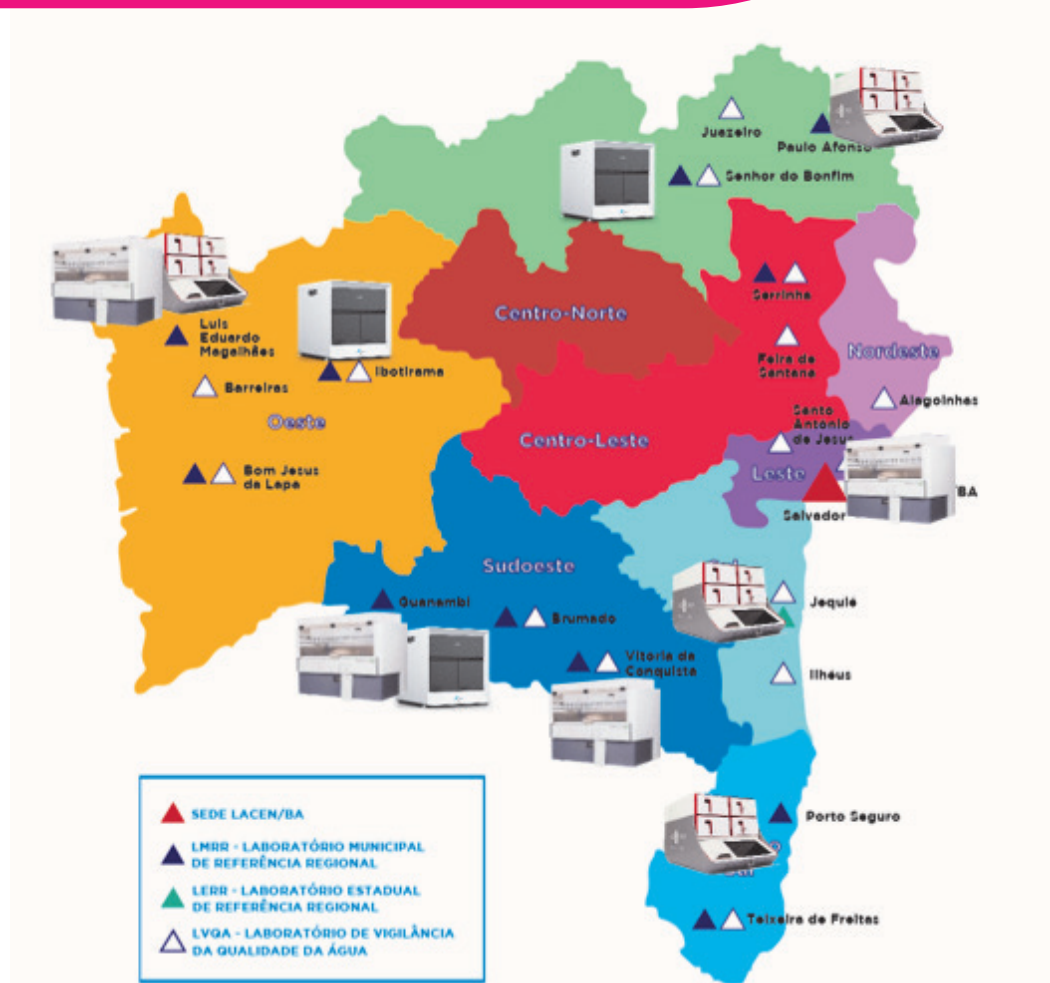 Juazeiro
Paulo Afonso
Senhor do Bonfim
Serrinha
Centro-Norte
Luis
Eduardo
Magalhães
Feira de
Santana
Nordeste
Ibotirama
Barreiras
Alagoinhas
Oeste
Santo
Antonio
de Jesus
Centro-Leste
Bom Jesus
da Lapa
Leste
/BA
Salvador
Sudoeste
Guanambi
Brumado
Jequié
Vitória da
Conquista
Ilhéus
Porto Seguro
Teixeira de Freitas
SEDE LACEN/BA
LMRR - LABORATÓRIO MUNICIPAL
DE REFERÊNCIA REGIONAL
LERR - LABORATÓRIO ESTADUAL
DE REFERÊNCIA REGIONAL
LVQA - LABORATÓRIO DE VIGILÂNCIA
DA QUALIDADE DA ÁGUA